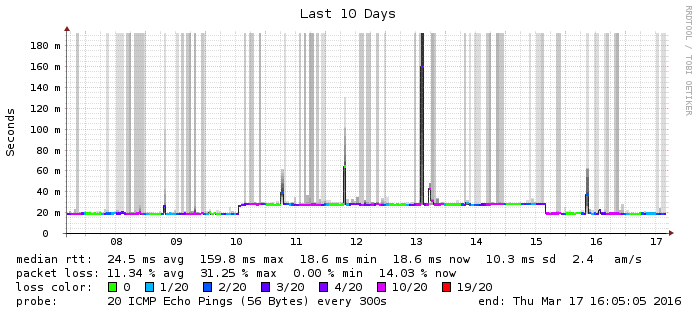 Last 10 Days
RRDTOOL / TOBI OETIKER
Seconds
180 m
160 m
140 m
120 m
100 m
80 m
60 m
40 m
20 m
0
08 09 10 11 12 13 14 15 16 17
median rtt: 24.5 ms avg 159.8 ms max 18.6 ms min 18.6 ms now 10.3 ms sd 2.4 am/s
packet loss: 11.34 % avg 31.25 % max 0.00 % min 14.03 % now
loss color: 0 1/20 2/20 3/20 4/20 10/20 19/20
probe: 20 ICMP Echo Pings (56 Bytes) every 300s end: Thu Mar 17 16:05:05 2016